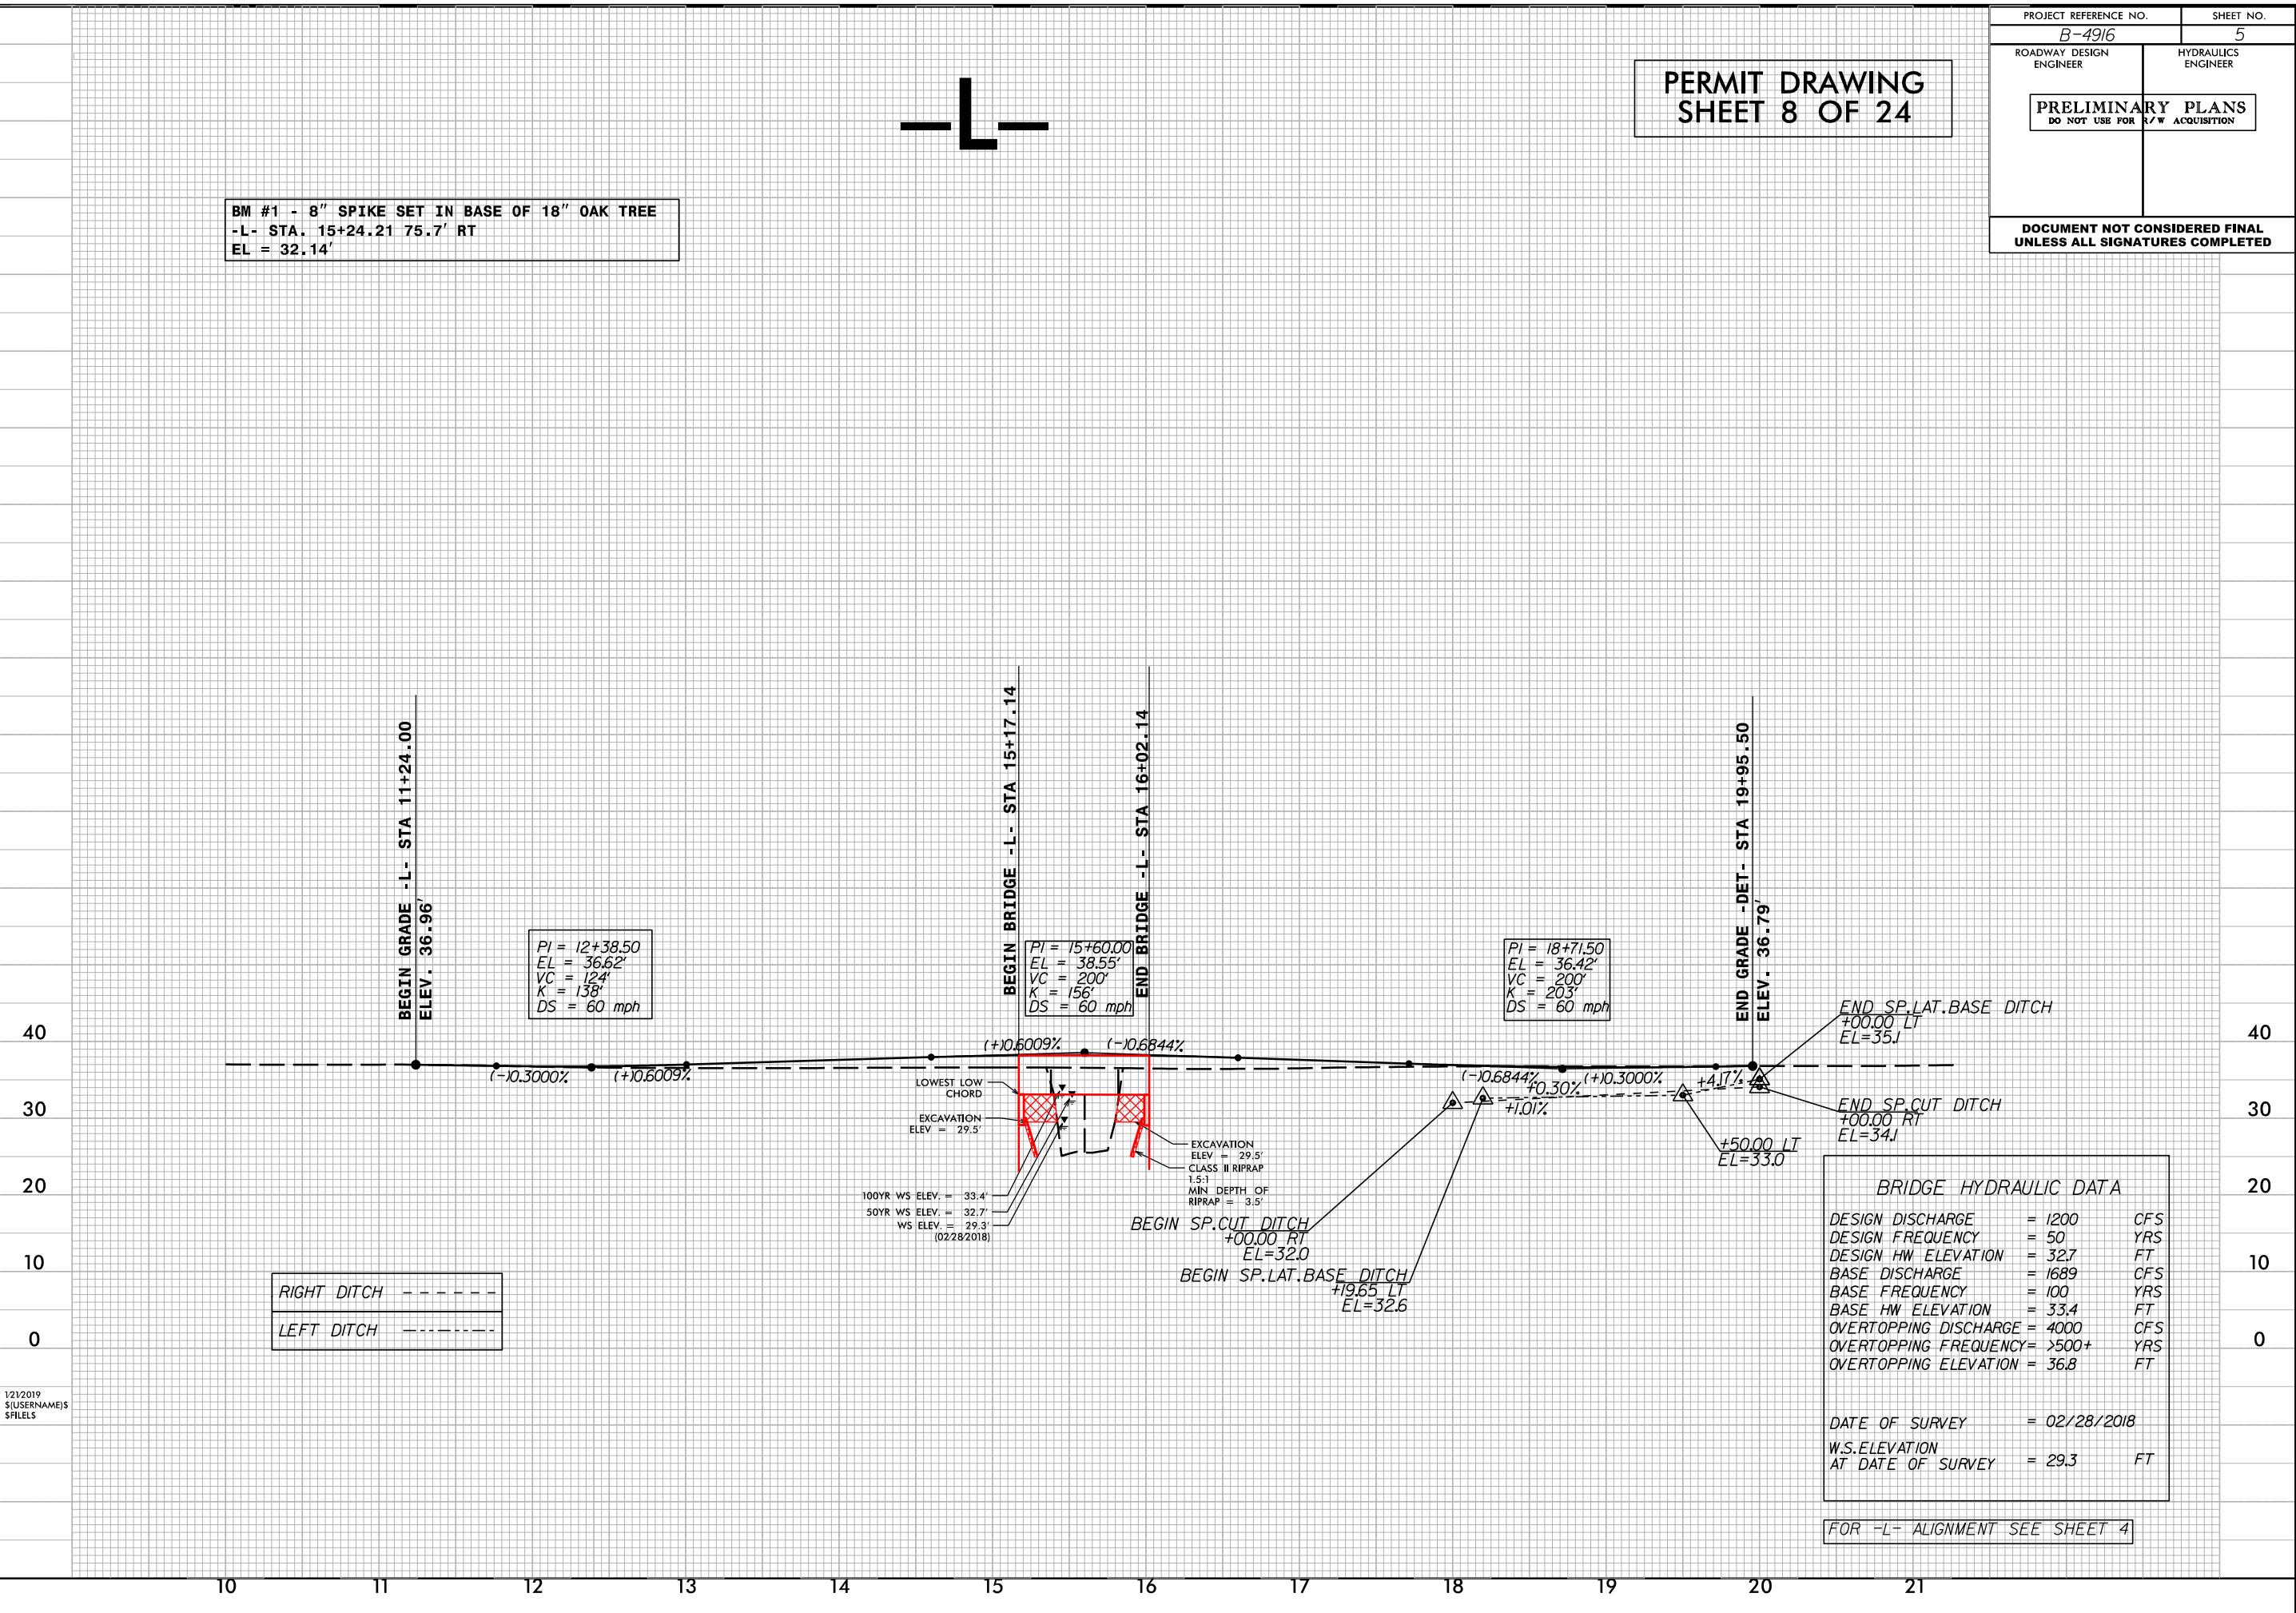 PROJECT REFERENCE NO.
SHEET NO.
B-4916
5
ROADWAY DESIGN
ENGINEER
HYDRAULICS
ENGINEER
PRELIMINARY PLANS
DO NOT USE FOR R/W ACQUISITION
DOCUMENT NOT CONSIDERED FINAL
UNLESS ALL SIGNATURES COMPLETED
PERMIT DRAWING
SHEET 8 OF 24
-L-
BM #1 - 8" SPIKE SET IN BASE OF 18" OAK TREE
-L- STA. 15+24.21 75.7' RT
EL = 32.14'
BEGIN GRADE -L- STA 11+24.00
ELEV. 36.96'
PI = 12+38.50
EL = 36.62'
VC = 124'
K = 138'
DS = 60 mph
BEGIN BRIDGE -L- STA 15+17.14
PI = 15+60.00
EL = 38.55'
VC = 200'
K = 156'
DS = 60 mph
END BRIDGE -L- STA 16+02.14
PI = 18+71.50
EL = 36.42'
VC = 200'
K = 203'
DS = 60 mph
END GRADE -DET- STA 19+95.50
ELEV. 36.79'
END SP.LAT.BASE DITCH
+00.00 LT
EL=35.1
40
40
(-)0.3000%
(+)0.6009%
(+)0.6009%
(-)0.6844%
(-)0.6844%
(+)0.3000%
+0.30%
+1.01%
+4.17%
LOWEST LOW
CHORD
EXCAVATION
ELEV = 29.5'
30
30
END SP.CUT DITCH
+00.00 RT
EL=34.1
+50.00 LT
EL=33.0
EXCAVATION
ELEV = 29.5'
CLASS II RIPRAP
1.5:1
MIN DEPTH OF
RIPRAP = 3.5'
20
20
100YR WS ELEV. = 33.4'
50YR WS ELEV. = 32.7'
WS ELEV. = 29.3'
(02/28/2018)
BEGIN SP.CUT DITCH
+00.00 RT
EL=32.0
BEGIN SP.LAT.BASE DITCH
+19.65 LT
EL=32.6
10
10
RIGHT DITCH
LEFT DITCH
0
0
BRIDGE HYDRAULIC DATA
DESIGN DISCHARGE = 1200 CFS
DESIGN FREQUENCY = 50 YRS
DESIGN HW ELEVATION = 32.7 FT
BASE DISCHARGE = 1689 CFS
BASE FREQUENCY = 100 YRS
BASE HW ELEVATION = 33.4 FT
OVERTOPPING DISCHARGE = 4000 CFS
OVERTOPPING FREQUENCY= >500+ YRS
OVERTOPPING ELEVATION = 36.8 FT
DATE OF SURVEY = 02/28/2018
W.S.ELEVATION
AT DATE OF SURVEY = 29.3 FT
FOR -L- ALIGNMENT SEE SHEET 4
1/21/2019
$(USERNAME)$
$FILEL$
10 11 12 13 14 15 16 17 18 19 20 21